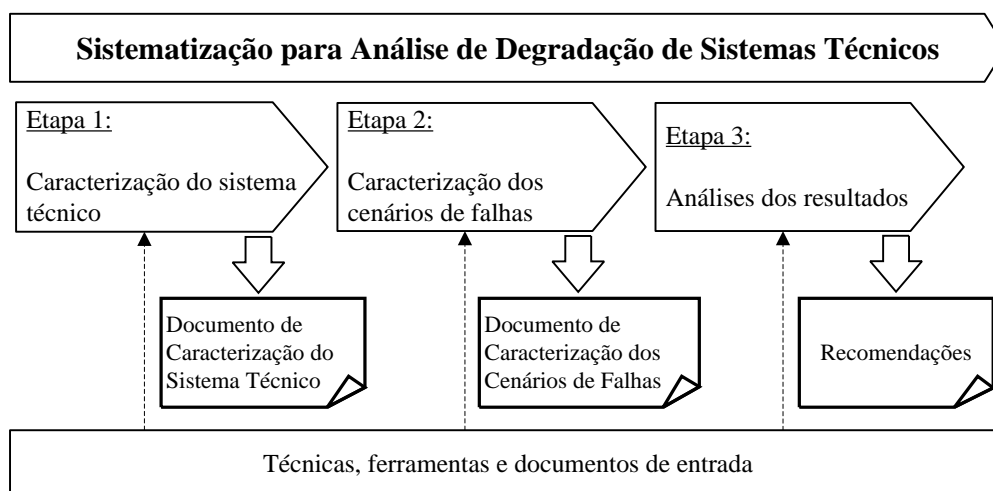 Sistematização para Análise de Degradação de Sistemas Técnicos
Etapa 1:
Caracterização do sistema
técnico
Etapa 2:
Caracterização dos
cenários de falhas
Etapa 3:
Análises dos resultados
Documento de
Caracterização do
Sistema Técnico
Documento de
Caracterização dos
Cenários de Falhas
Recomendações
Técnicas, ferramentas e documentos de entrada